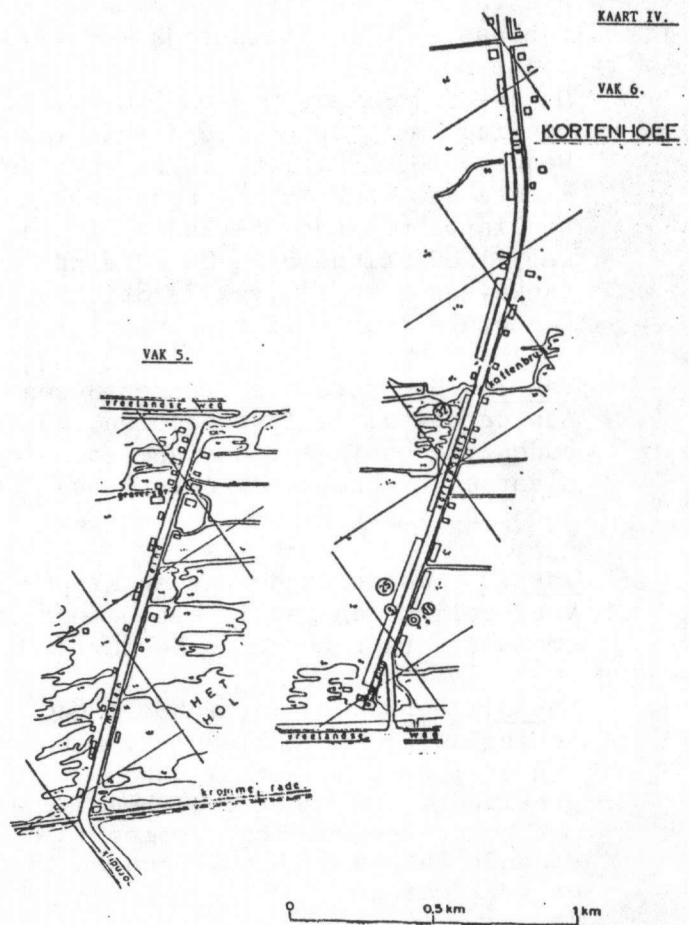 KAART IV.
VAK 6.
KORTENHOEF
VAK 5.
vreelandse weg
HET
HOL
kromme rade
vreelandse weg
0 0.5 km 1 km